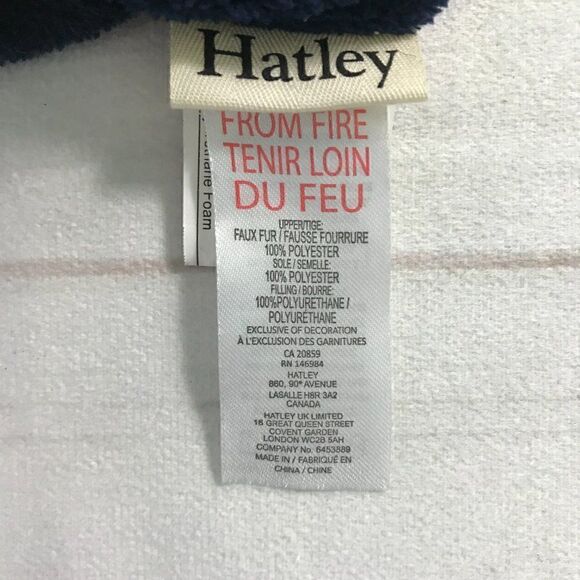 Hatley
FROM FIRE
TENIR LOIN
DU FEU
UPPER/TIGE:
FAUX FUR / FAUSSE FOURRURE
100% POLYESTER
SOLE / SEMELLE:
100% POLYESTER
FILLING / BOURRE:
100%POLYURETHANE /
POLYURÉTHANE
EXCLUSIVE OF DECORATION
À L'EXCLUSION DES GARNITURES
CA 20859
RN 146984
HATLEY
860, 90e AVENUE
LASALLE H8R 3A2
CANADA
HATLEY UK LIMITED
16 GREAT QUEEN STREET
COVENT GARDEN
LONDON WC2B 5AH
COMPANY No. 6453889
MADE IN / FABRIQUÉ EN
CHINA / CHINE
Foam